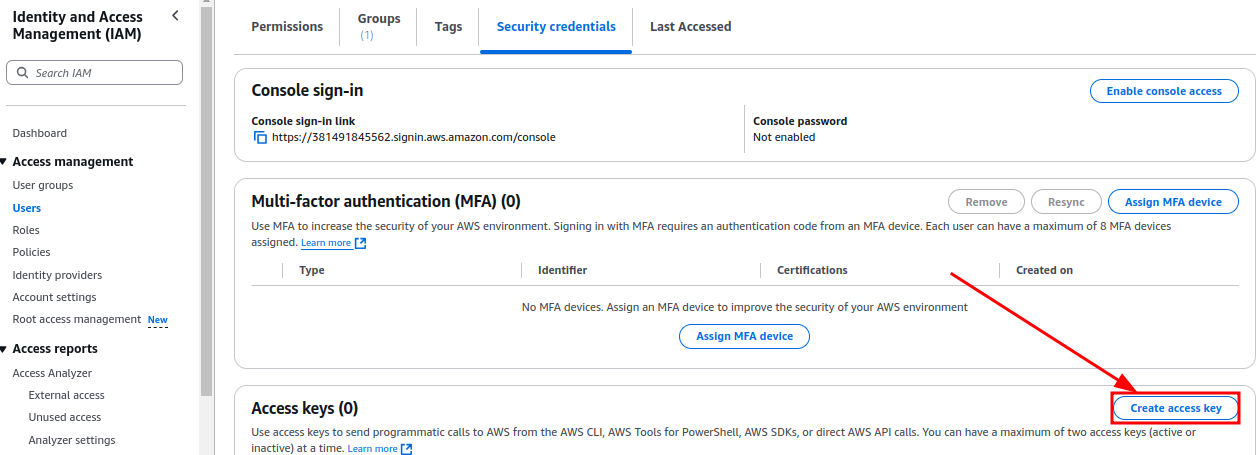 Identity and Access
Management (IAM)
Search IAM
Dashboard
Access management
User groups
Users
Roles
Policies
Identity providers
Account settings
Root access management New
Access reports
Access Analyzer
External access
Unused access
Analyzer settings
Permissions
Groups
(1)
Tags
Security credentials
Last Accessed
Console sign-in
Enable console access
Console sign-in link
https://381491845562.signin.aws.amazon.com/console
Console password
Not enabled
Multi-factor authentication (MFA) (0)
Remove
Resync
Assign MFA device
Use MFA to increase the security of your AWS environment. Signing in with MFA requires an authentication code from an MFA device. Each user can have a maximum of 8 MFA devices
assigned. Learn more
Type
Identifier
Certifications
Created on
No MFA devices. Assign an MFA device to improve the security of your AWS environment
Assign MFA device
Access keys (0)
Create access key
Use access keys to send programmatic calls to AWS from the AWS CLI, AWS Tools for PowerShell, AWS SDKs, or direct AWS API calls. You can have a maximum of two access keys (active or
inactive) at a time. Learn more